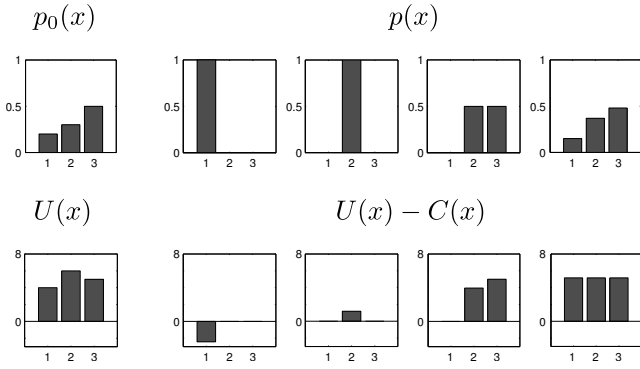 p₀(x) p(x)
1 1 1 1 1
0.5 0.5 0.5 0.5 0.5
0 0 0 0 0
1 2 3 1 2 3 1 2 3 1 2 3 1 2 3
U(x) U(x) − C(x)
8 8 8 8 8
0 0 0 0 0
1 2 3 1 2 3 1 2 3 1 2 3 1 2 3